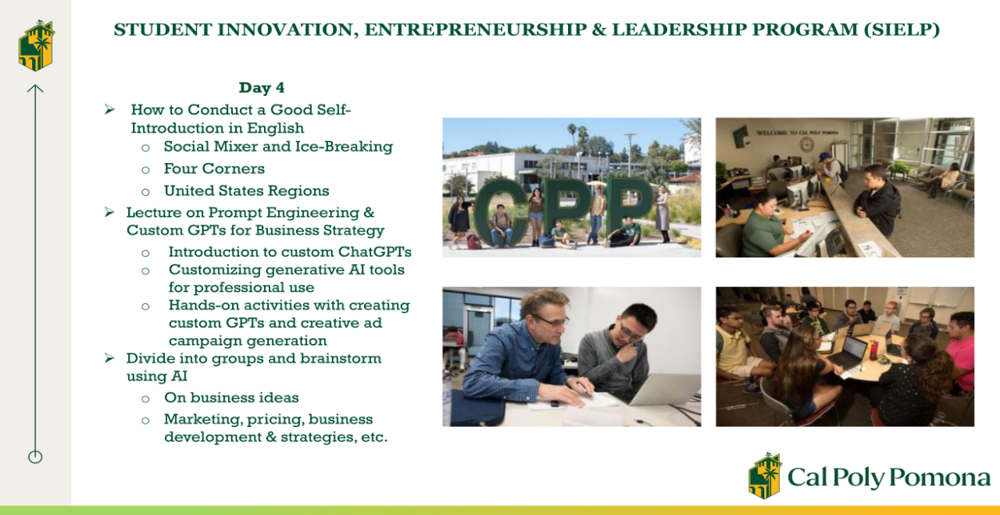 STUDENT INNOVATION, ENTREPRENEURSHIP & LEADERSHIP PROGRAM (SIELP)
Day 4
➢ How to Conduct a Good Self-
Introduction in English
o Social Mixer and Ice-Breaking
o Four Corners
o United States Regions
➢ Lecture on Prompt Engineering &
Custom GPTs for Business Strategy
o Introduction to custom ChatGPTs
o Customizing generative AI tools
for professional use
o Hands-on activities with creating
custom GPTs and creative ad
campaign generation
➢ Divide into groups and brainstorm
using AI
o On business ideas
o Marketing, pricing, business
development & strategies, etc.
CPP
WELCOME TO CAL POLY POMONA
Cal Poly Pomona